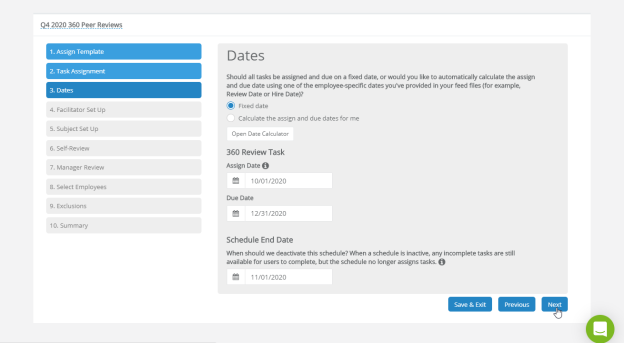 Q4 2020 360 Peer Reviews
1. Assign Template
2. Task Assignment
3. Dates
4. Facilitator Set Up
5. Subject Set Up
6. Self-Review
7. Manager Review
8. Select Employees
9. Exclusions
10. Summary
Dates
Should all tasks be assigned and due on a fixed date, or would you like to automatically calculate the assign
and due date using one of the employee-specific dates you've provided in your feed files (for example,
Review Date or Hire Date)?
Fixed date
Calculate the assign and due dates for me
Open Date Calculator
360 Review Task
Assign Date
10/01/2020
Due Date
12/31/2020
Schedule End Date
When should we deactivate this schedule? When a schedule is inactive, any incomplete tasks are still
available for users to complete, but the schedule no longer assigns tasks.
11/01/2020
Save & Exit Previous Next